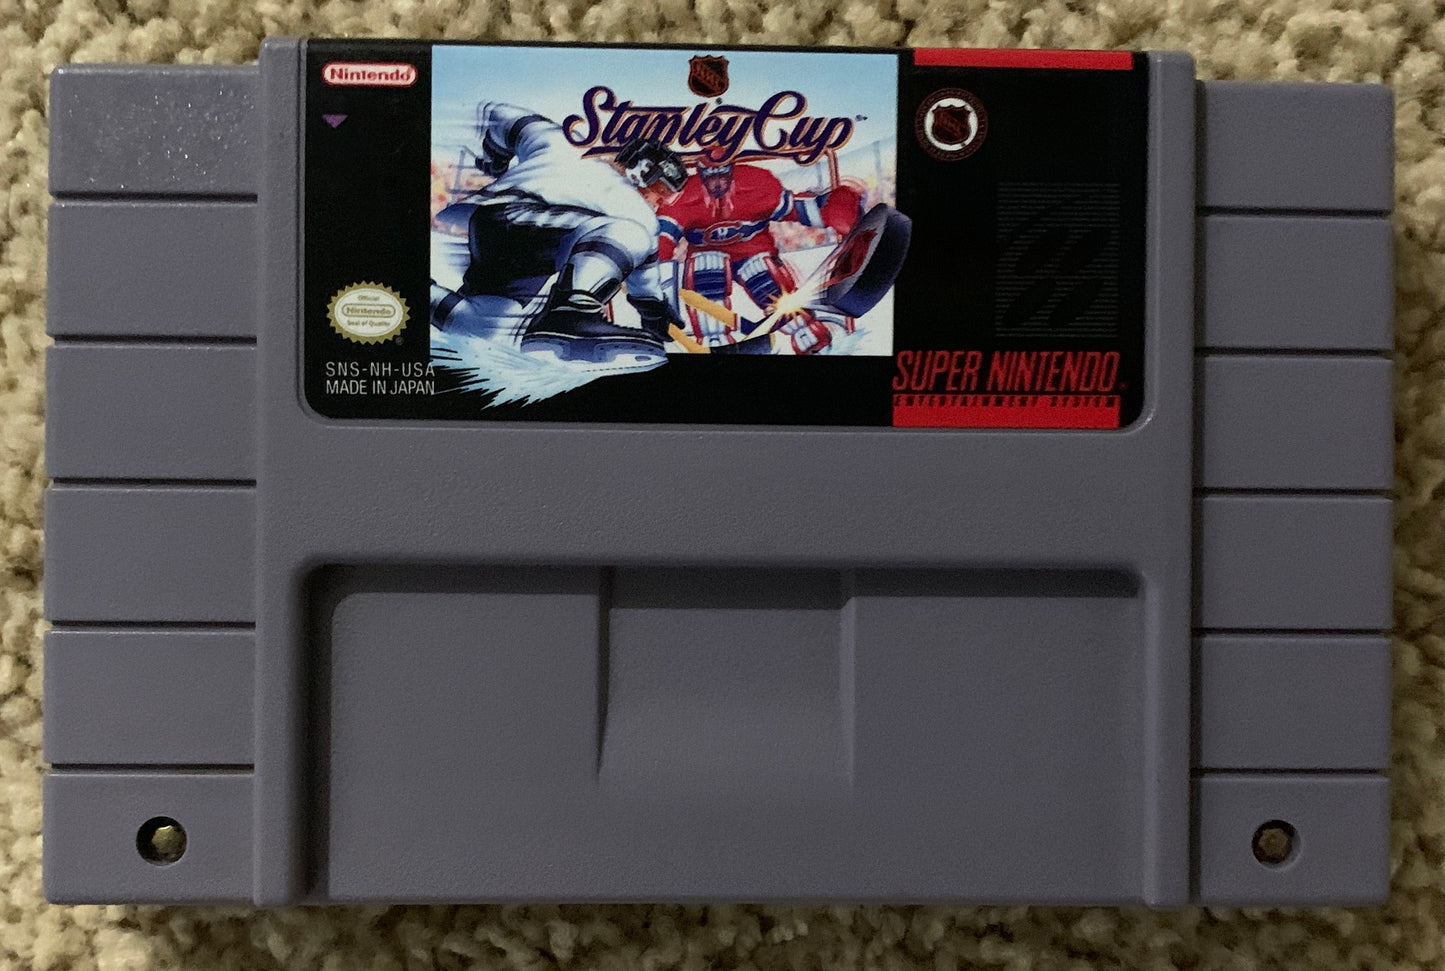 Nintendo
NHL
Stanley Cup
Official
Nintendo
Seal of Quality
SNS-NH-USA
MADE IN JAPAN
SUPER NINTENDO
ENTERTAINMENT SYSTEM